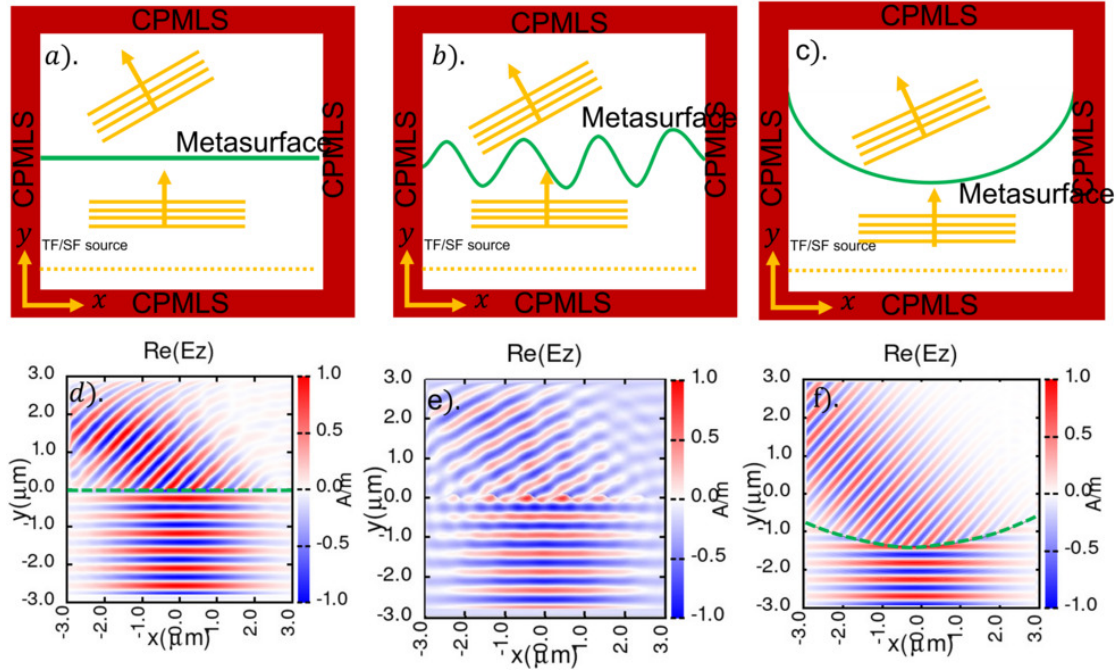 CPMLS
a).
CPMLS
Metasurface
CPMLS
y
TF/SF source
x
CPMLS
CPMLS
b).
CPMLS
Metasurface
CPMLS
y
TF/SF source
x
CPMLS
CPMLS
c).
CPMLS
Metasurface
CPMLS
y
TF/SF source
x
CPMLS
Re(Ez)
d).
3.0
2.0
1.0
0.0
-1.0
-2.0
-3.0
y(μm)
-3.0 -2.0 -1.0 0.0 1.0 2.0 3.0
x(μm)
1.0
0.5
0.0
-0.5
-1.0
A/m
Re(Ez)
e).
3.0
2.0
1.0
0.0
-1.0
-2.0
-3.0
y(μm)
-3.0 -2.0 -1.0 0.0 1.0 2.0 3.0
x(μm)
1.0
0.5
0.0
-0.5
-1.0
A/m
Re(Ez)
f).
3.0
2.0
1.0
0.0
-1.0
-2.0
-3.0
y(μm)
-3.0 -2.0 -1.0 0.0 1.0 2.0 3.0
x(μm)
1.0
0.5
0.0
-0.5
-1.0
A/m